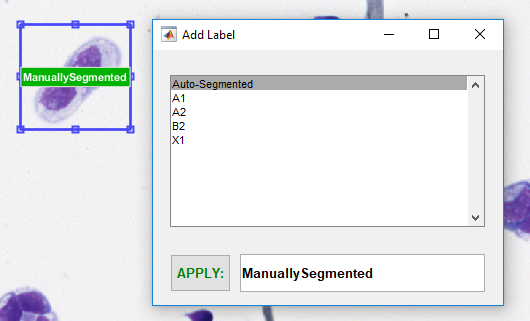 Add Label
ManuallySegmented
Auto-Segmented
A1
A2
B2
X1
APPLY: ManuallySegmented